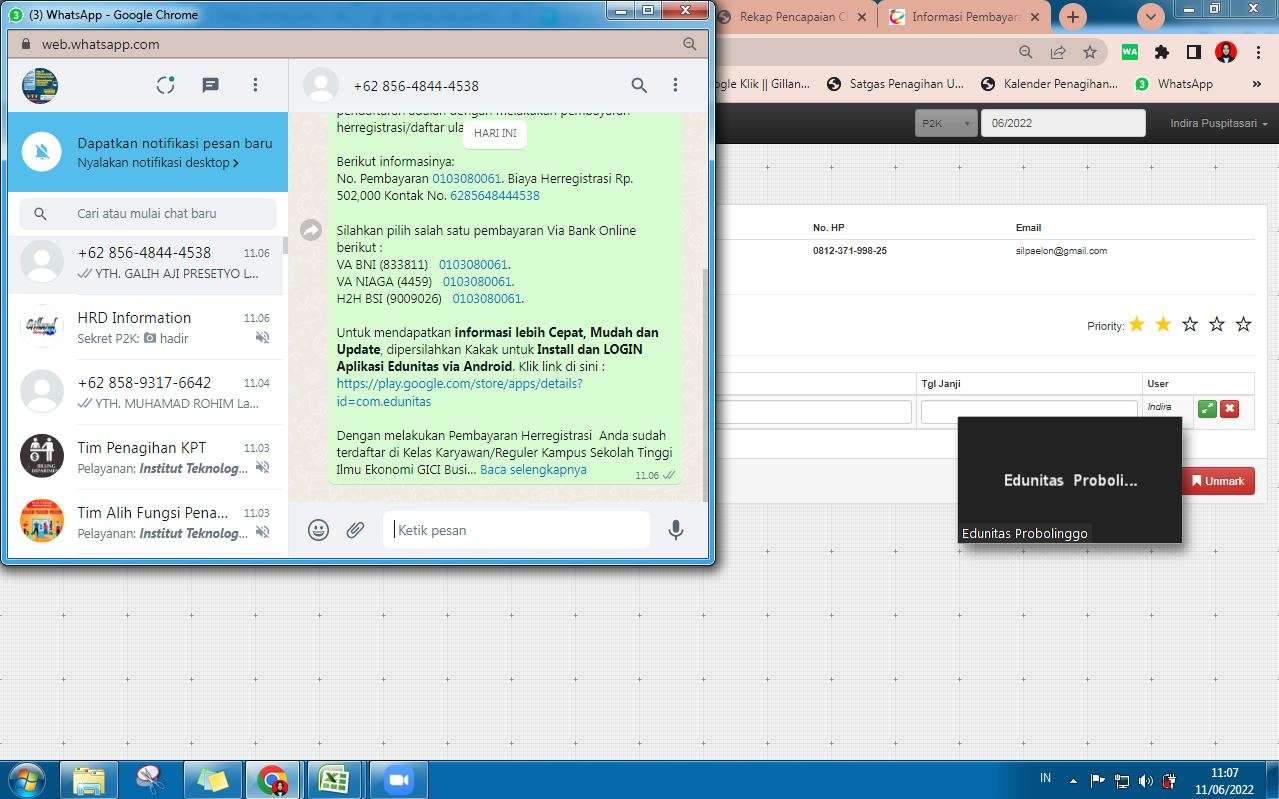 (3) WhatsApp - Google Chrome
web.whatsapp.com
Dapatkan notifikasi pesan baru
Nyalakan notifikasi desktop
Cari atau mulai chat baru
+62 856-4844-4538 11.06
YTH. GALIH AJI PRESETYO L...
HRD Information 11.06
Sekret P2K: hadir
+62 858-9317-6642 11.04
YTH. MUHAMAD ROHIM La...
Tim Penagihan KPT 11.03
Pelayanan: Institut Teknolog...
Tim Alih Fungsi Pena... 11.03
Pelayanan: Institut Teknolog...
+62 856-4844-4538
herregistrasi/daftar ula
HARI INI
Berikut informasinya:
No. Pembayaran 0103080061. Biaya Herregistrasi Rp.
502,000 Kontak No. 6285648444538
Silahkan pilih salah satu pembayaran Via Bank Online
berikut :
VA BNI (833811) 0103080061.
VA NIAGA (4459) 0103080061.
H2H BSI (9009026) 0103080061.
Untuk mendapatkan informasi lebih Cepat, Mudah dan
Update, dipersilahkan Kakak untuk Install dan LOGIN
Aplikasi Edunitas via Android. Klik link di sini :
https://play.google.com/store/apps/details?
id=com.edunitas
Dengan melakukan Pembayaran Herregistrasi Anda sudah
terdaftar di Kelas Karyawan/Reguler Kampus Sekolah Tinggi
Ilmu Ekonomi GICI Busi... Baca selengkapnya
11.06
Ketik pesan
Rekap Pencapaian C
Informasi Pembayara
WA
ogle Klik || Gillan...
Satgas Penagihan U...
Kalender Penagihan...
3 WhatsApp
»
P2K
06/2022
Indira Puspitasari
No. HP Email
0812-371-998-25 silpaelon@gmail.com
Priority:
Tgl Janji User
Indira
Unmark
Edunitas Proboli...
Edunitas Probolinggo
IN
11:07
11/06/2022